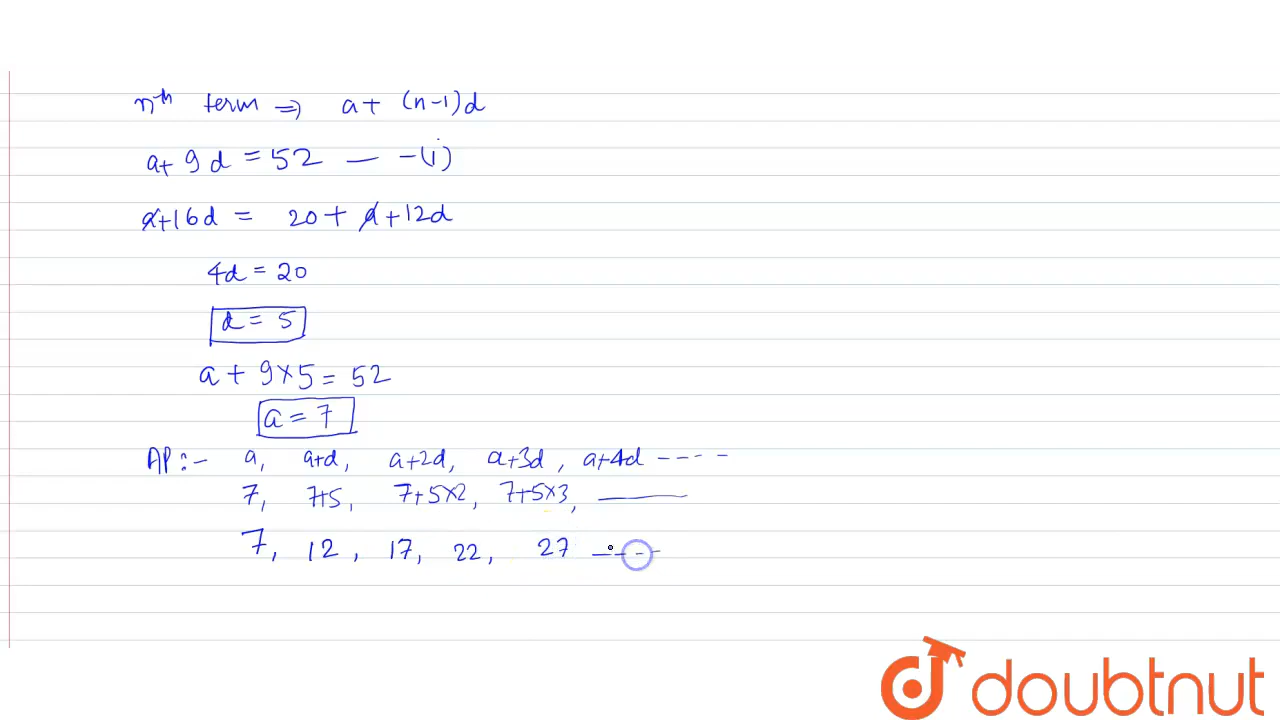 nth term ⇒ a+ (n-1)d
a+ 9d = 52 — -(i)
a+16d = 20+ a+12d
4d = 20
d = 5
a + 9×5 = 52
a = 7
AP:- a, a+d, a+2d, a+3d, a+4d ----
7, 7+5, 7+5×2, 7+5×3, ——
7, 12, 17, 22, 27 ----
doubtnut